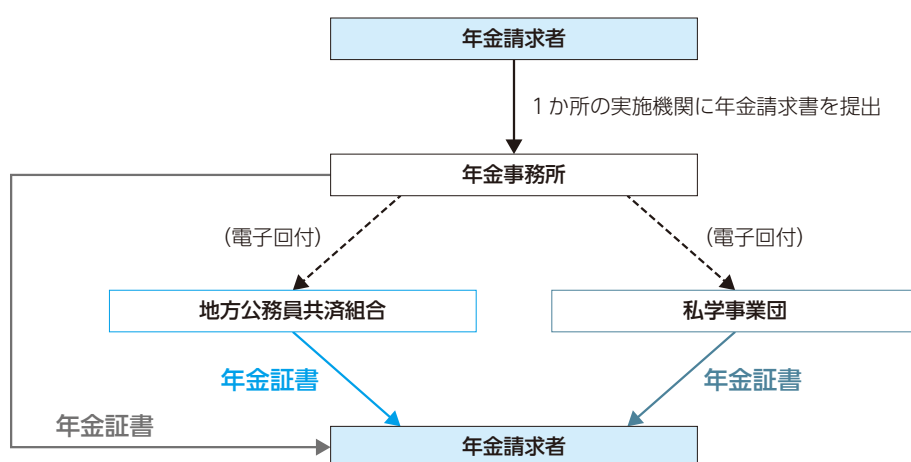 年金請求者
1か所の実施機関に年金請求書を提出
年金事務所
(電子回付)
(電子回付)
地方公務員共済組合
私学事業団
年金証書
年金証書
年金証書
年金請求者